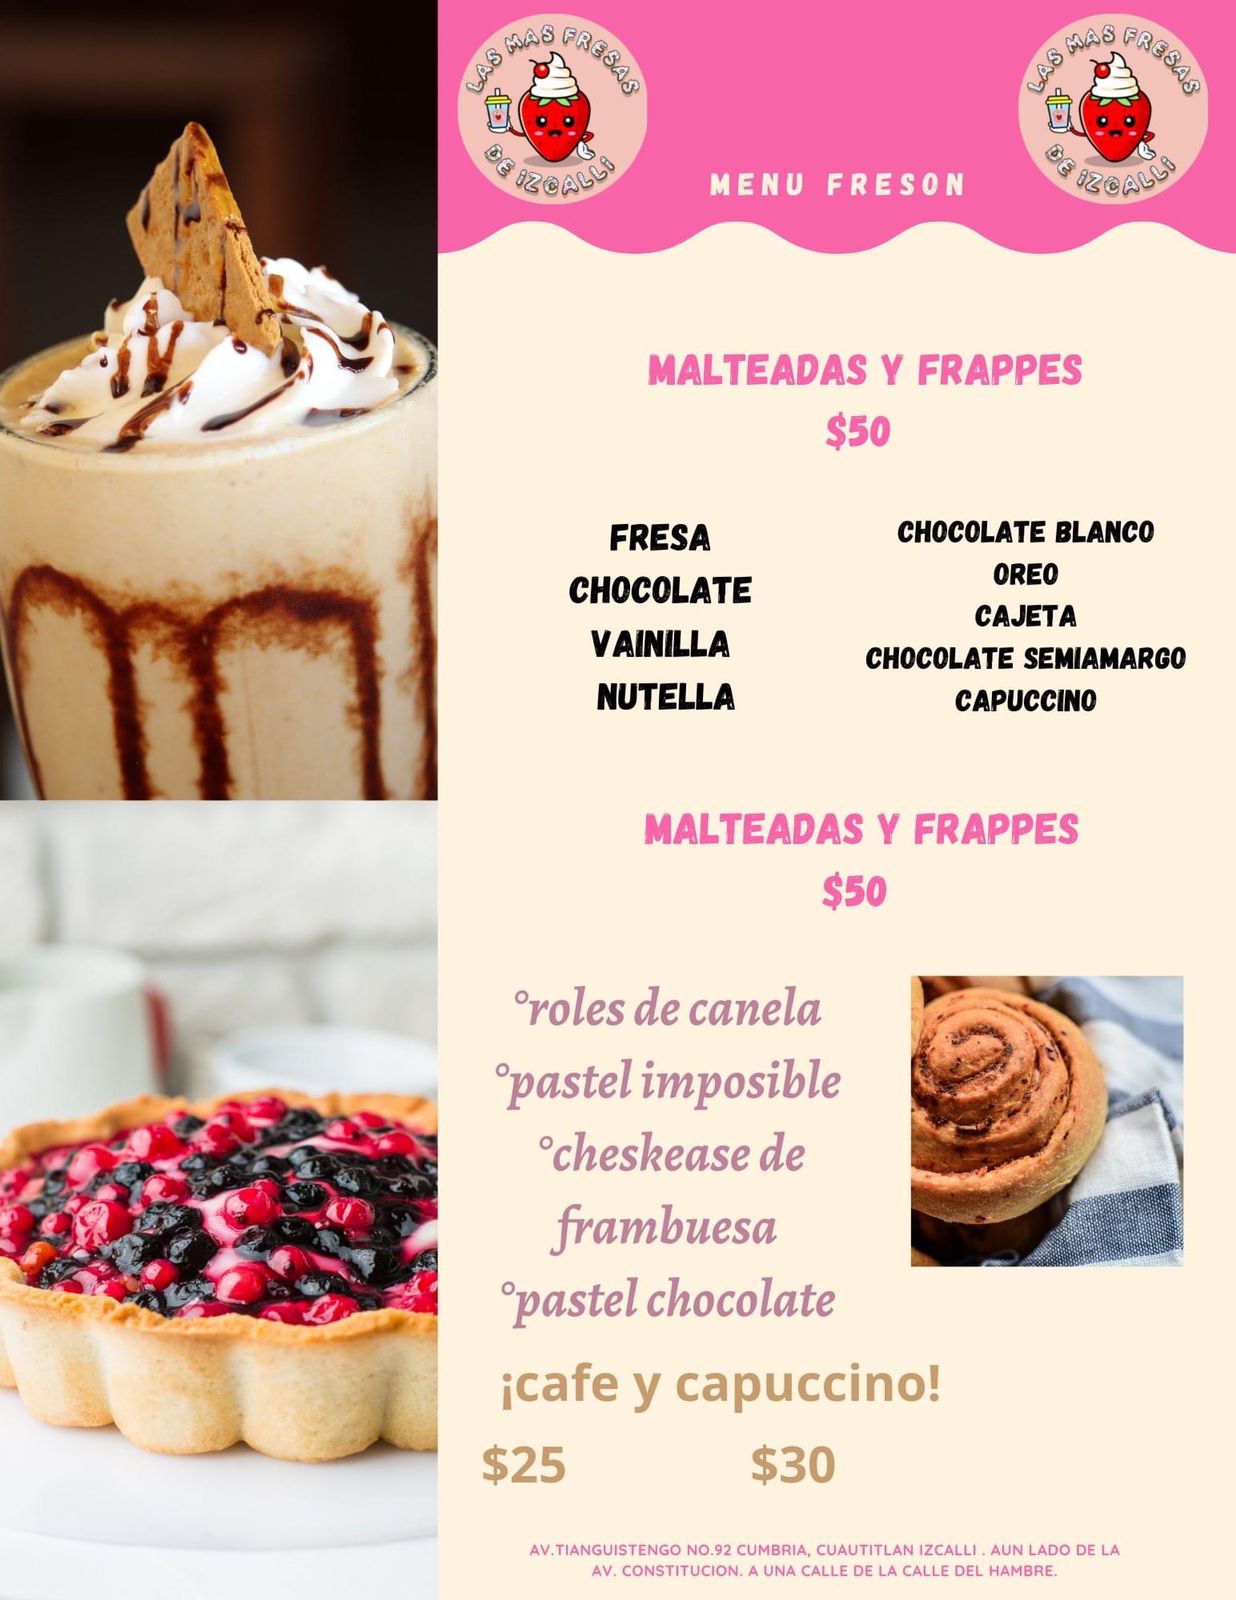 LAS MAS FRESAS
DE IZCALLI
LAS MAS FRESAS
DE IZCALLI
MENU FRESON
MALTEADAS Y FRAPPES
$50
FRESA
CHOCOLATE
VAINILLA
NUTELLA
CHOCOLATE BLANCO
OREO
CAJETA
CHOCOLATE SEMIAMARGO
CAPUCCINO
MALTEADAS Y FRAPPES
$50
°roles de canela
°pastel imposible
°cheskease de
frambuesa
°pastel chocolate
¡cafe y capuccino!
$25 $30
AV.TIANGUISTENGO NO.92 CUMBRIA, CUAUTITLAN IZCALLI . AUN LADO DE LA
AV. CONSTITUCION. A UNA CALLE DE LA CALLE DEL HAMBRE.